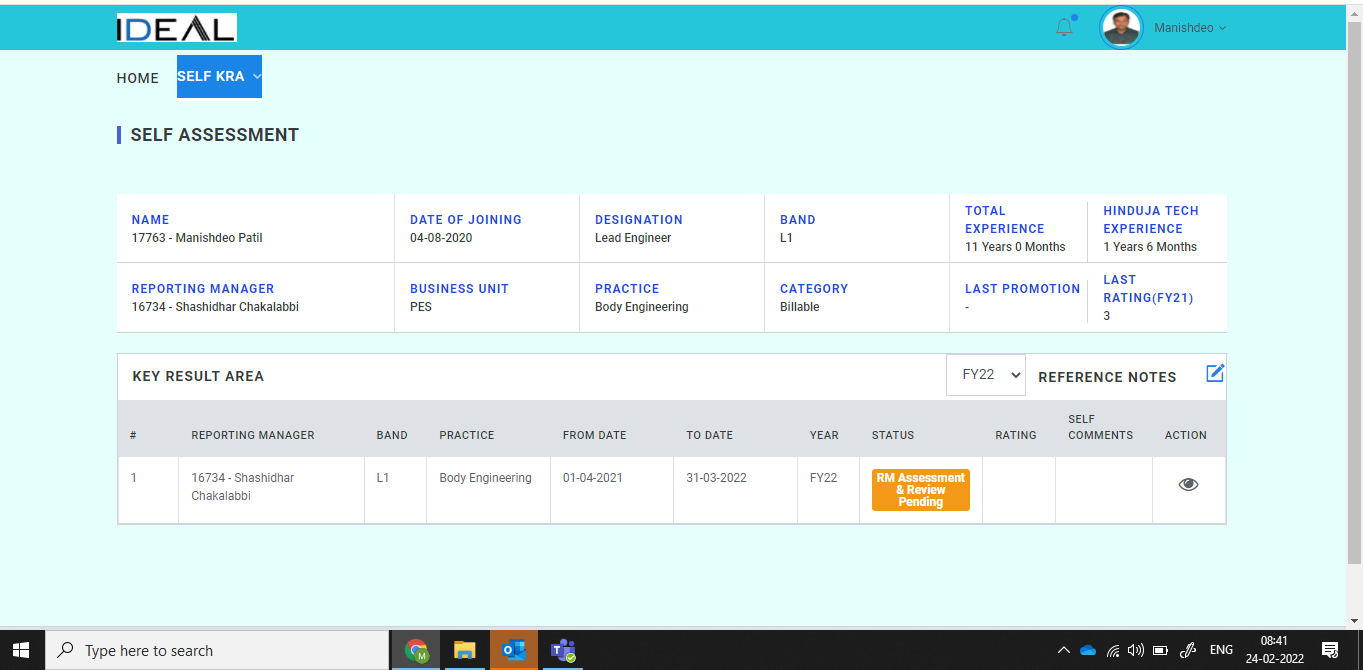 IDEAL
Manishdeo
HOME
SELF KRA
SELF ASSESSMENT
NAME
17763 - Manishdeo Patil
DATE OF JOINING
04-08-2020
DESIGNATION
Lead Engineer
BAND
L1
TOTAL
EXPERIENCE
11 Years 0 Months
HINDUJA TECH
EXPERIENCE
1 Years 6 Months
REPORTING MANAGER
16734 - Shashidhar Chakalabbi
BUSINESS UNIT
PES
PRACTICE
Body Engineering
CATEGORY
Billable
LAST PROMOTION
-
LAST
RATING(FY21)
3
KEY RESULT AREA
FY22
REFERENCE NOTES
#
REPORTING MANAGER
BAND
PRACTICE
FROM DATE
TO DATE
YEAR
STATUS
RATING
SELF
COMMENTS
ACTION
1
16734 - Shashidhar
Chakalabbi
L1
Body Engineering
01-04-2021
31-03-2022
FY22
RM Assessment
& Review
Pending
Type here to search
M
T
ENG
08:41
24-02-2022